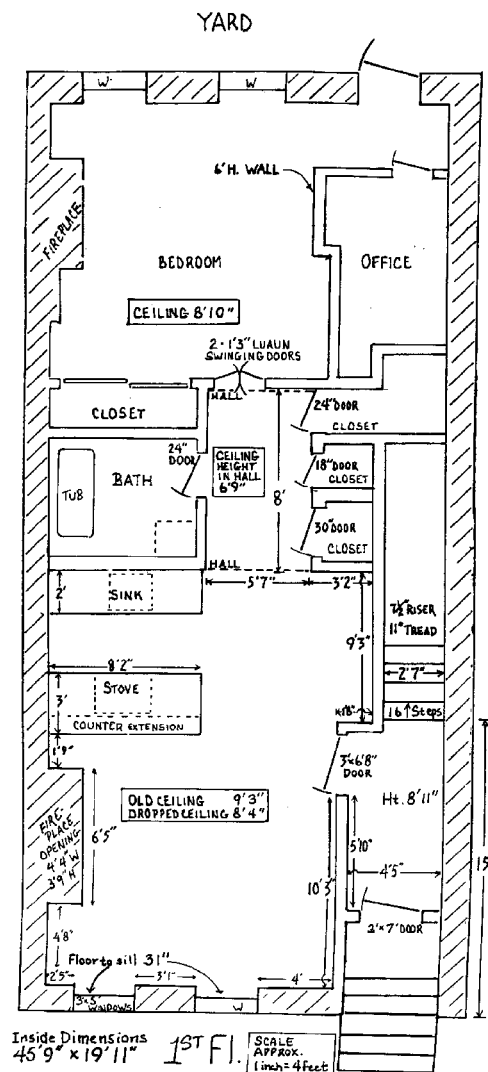 YARD
W
W
6'H. WALL
FIREPLACE
BEDROOM
OFFICE
CEILING 8'10"
2 - 1'3" LUAUN
SWINGING DOORS
HALL
CLOSET
24" DOOR
CLOSET
24"
DOOR
CEILING
HEIGHT
IN HALL
6'9"
18" DOOR
CLOSET
BATH
TUB
8'
30" DOOR
CLOSET
HALL
5'7"
3'2"
2'
SINK
9'3"
7½" RISER
11" TREAD
8'2"
2'7"
STOVE
3'
COUNTER EXTENSION
16 ↑ Steps
1'9"
3'x6'8"
DOOR
OLD CEILING 9'3"
DROPPED CEILING 8'4"
Ht. 8'11"
FIRE-
PLACE
OPENING
4'4" W
3'9" H
6'5"
5'10"
15'
4'5"
10'3"
2'x7' DOOR
4'8"
Floor to sill 31"
2'5"
3'1"
4'
WINDOWS
W
Inside Dimensions
45'9" x 19'11"
1ST Fl.
SCALE
APPROX.
1 inch = 4 feet